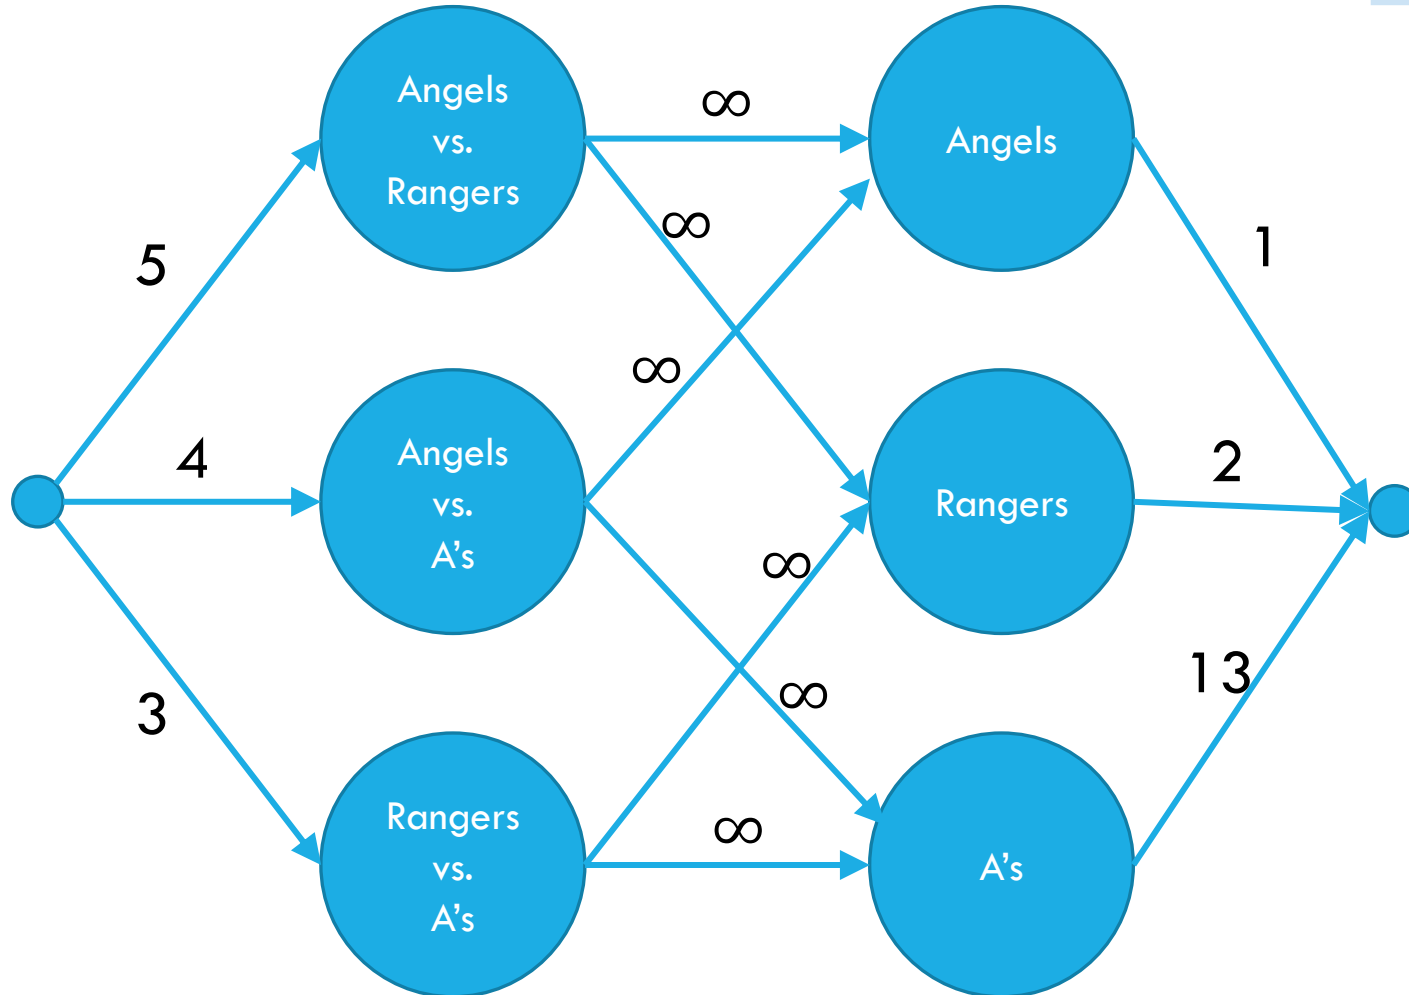 Angels
vs.
Rangers
∞
Angels
∞
1
5
∞
4
Angels
vs.
A's
Rangers
2
∞
∞
13
3
Rangers
vs.
A's
∞
A's